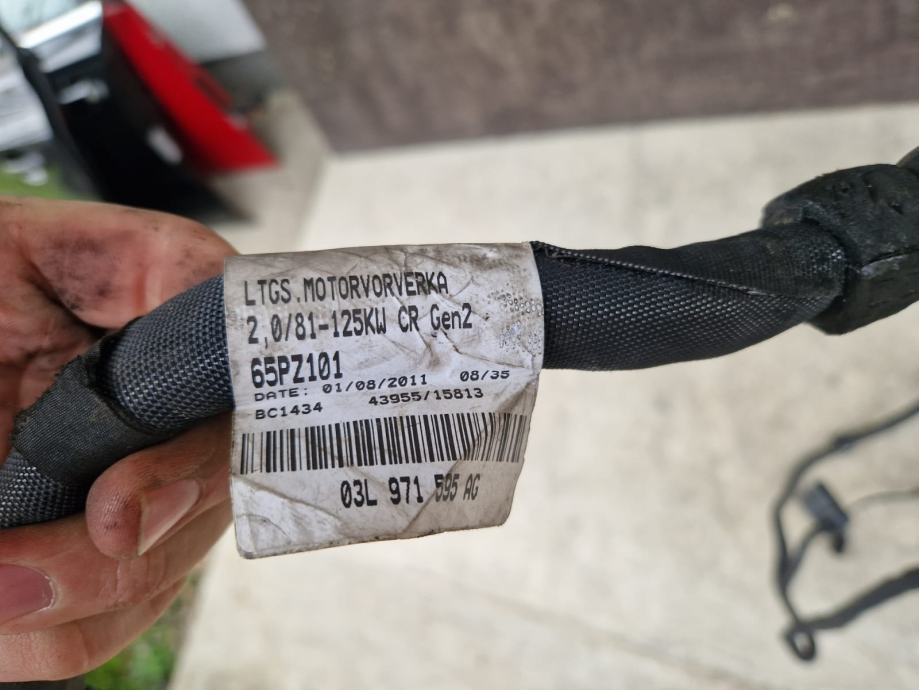 LTGS.MOTORVORVERKA
2,0/81-125KW CR Gen2
65PZ101
DATE: 01/08/2011 08/35
BC1434 43955/15813
03L 971 595 AG